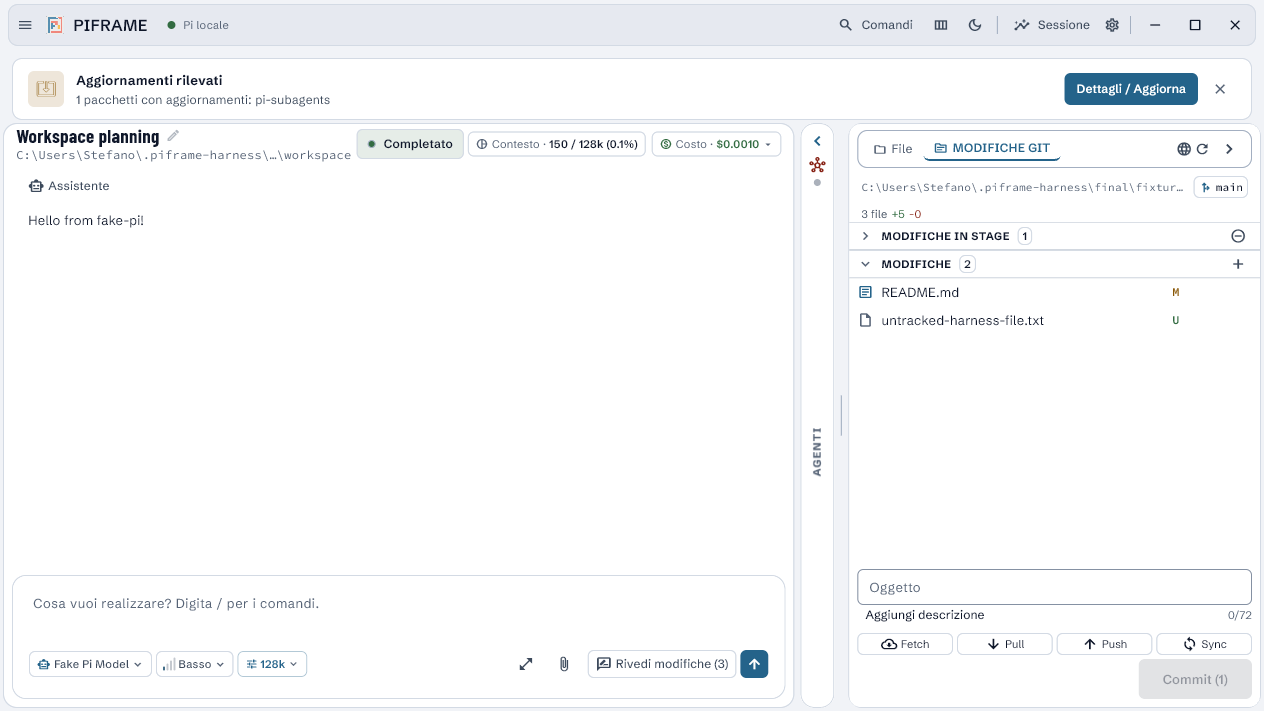 PIFRAME
Pi locale
Comandi
Sessione
Aggiornamenti rilevati
1 pacchetti con aggiornamenti: pi-subagents
Dettagli / Aggiorna
Workspace planning
C:\Users\Stefano\.piframe-harness\…\workspace
Completato
Contesto · 150 / 128k (0.1%)
Costo · $0.0010
Assistente
Hello from fake-pi!
Cosa vuoi realizzare? Digita / per i comandi.
Fake Pi Model
Basso
128k
Rivedi modifiche (3)
AGENTI
File
MODIFICHE GIT
C:\Users\Stefano\.piframe-harness\final\fixtur…
main
3 file +5 -0
MODIFICHE IN STAGE 1
MODIFICHE 2
README.md M
untracked-harness-file.txt U
Oggetto
Aggiungi descrizione
0/72
Fetch
Pull
Push
Sync
Commit (1)